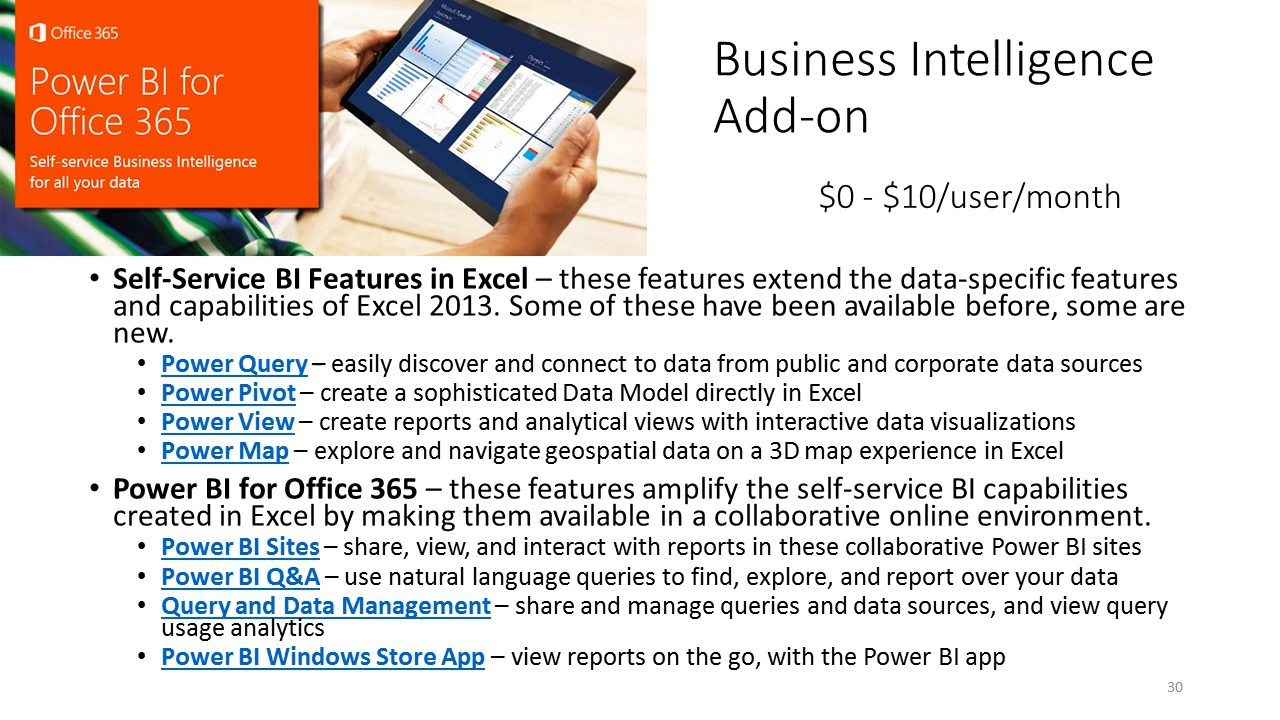 Office 365
Power BI for
Office 365
Self-service Business Intelligence
for all your data
Business Intelligence
Add-on
$0 - $10/user/month
• Self-Service BI Features in Excel – these features extend the data-specific features
and capabilities of Excel 2013. Some of these have been available before, some are
new.
• Power Query – easily discover and connect to data from public and corporate data sources
• Power Pivot – create a sophisticated Data Model directly in Excel
• Power View – create reports and analytical views with interactive data visualizations
• Power Map – explore and navigate geospatial data on a 3D map experience in Excel
• Power BI for Office 365 – these features amplify the self-service BI capabilities
created in Excel by making them available in a collaborative online environment.
• Power BI Sites – share, view, and interact with reports in these collaborative Power BI sites
• Power BI Q&A – use natural language queries to find, explore, and report over your data
• Query and Data Management – share and manage queries and data sources, and view query
usage analytics
• Power BI Windows Store App – view reports on the go, with the Power BI app
30